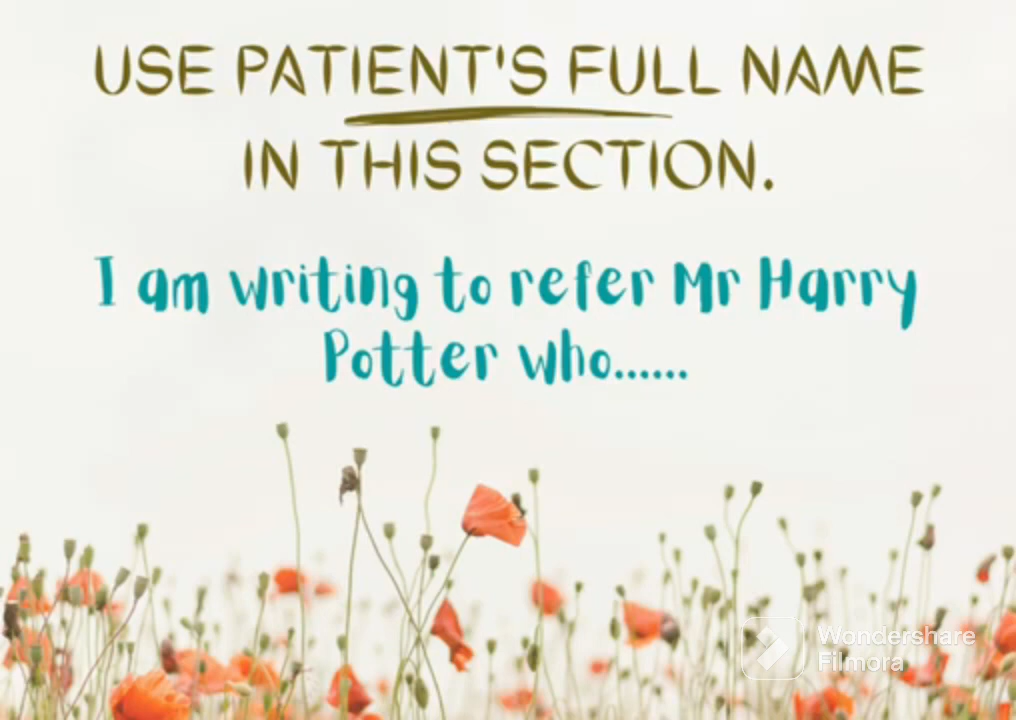 USE PATIENT'S FULL NAME
IN THIS SECTION.
I am writing to refer Mr Harry
Potter who......
Wondershare
Filmora